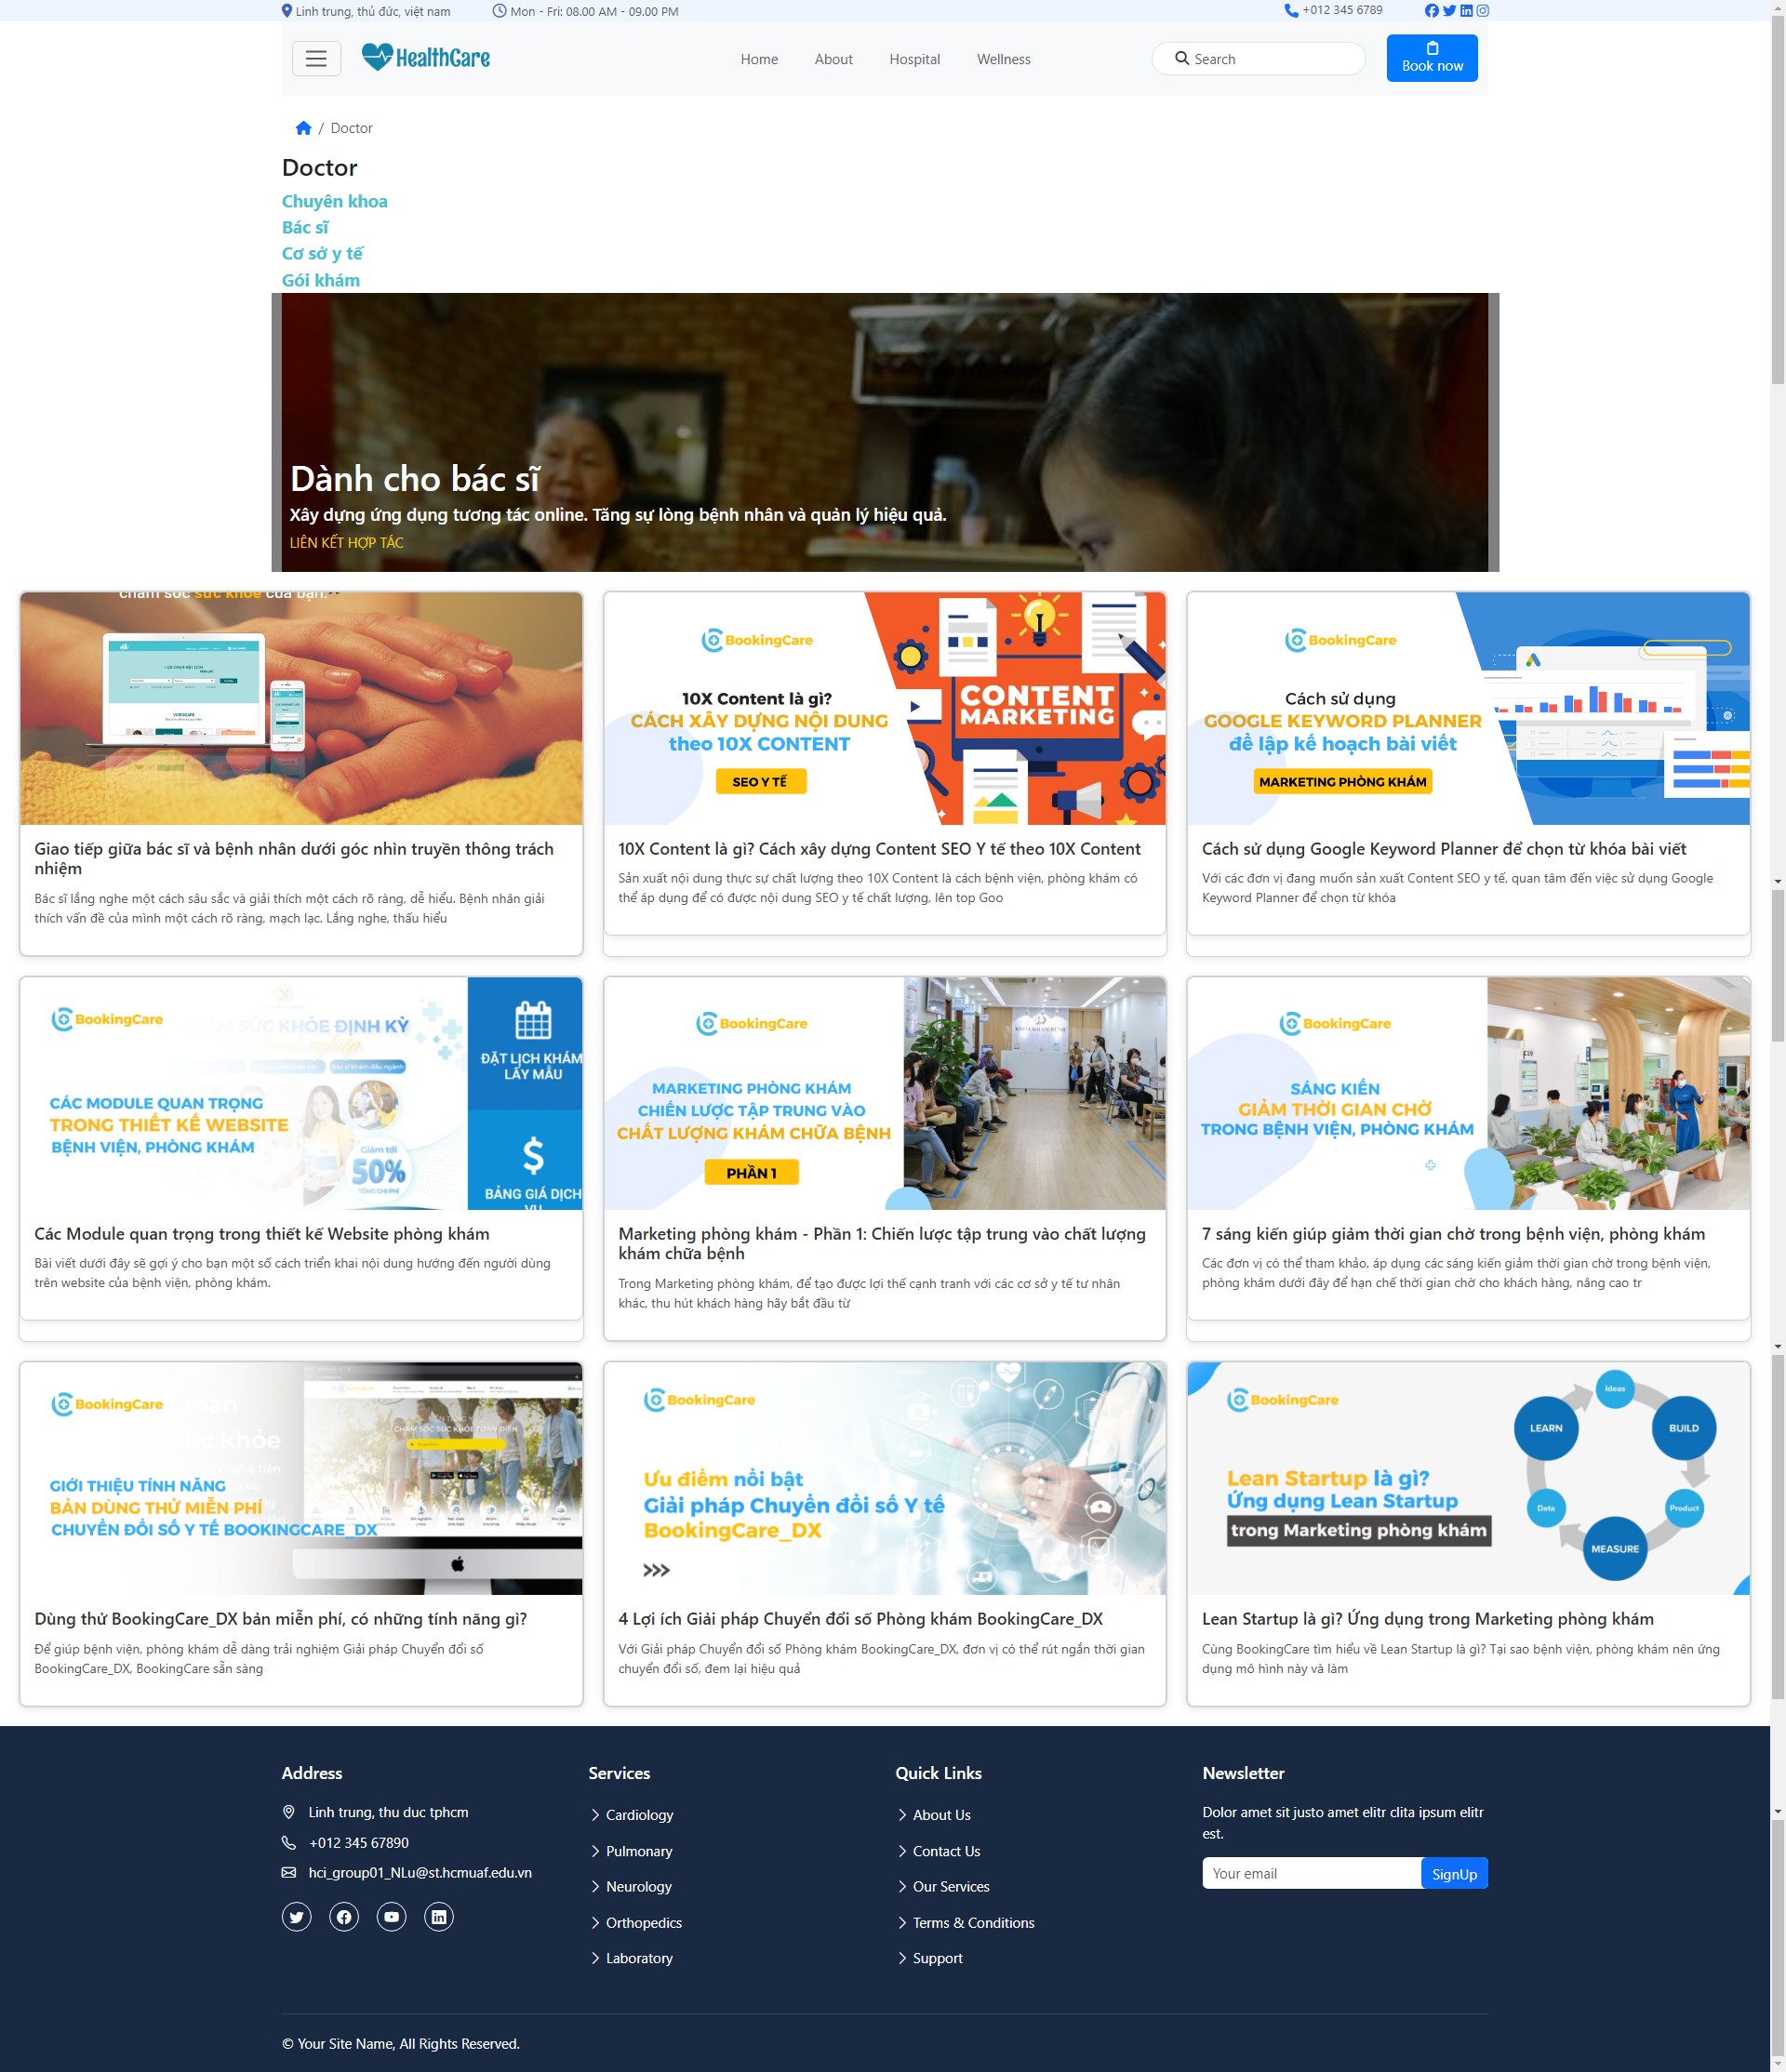 Linh trung, thủ đức, việt nam
Mon - Fri: 08.00 AM - 09.00 PM
+012 345 6789
HealthCare
Home
About
Hospital
Wellness
Search
Book now
/ Doctor
Doctor
Chuyên khoa
Bác sĩ
Cơ sở y tế
Gói khám
Dành cho bác sĩ
Xây dựng ứng dụng tương tác online. Tăng sự lòng bệnh nhân và quản lý hiệu quả.
LIÊN KẾT HỢP TÁC
chăm sóc sức khỏe của bạn.
Giao tiếp giữa bác sĩ và bệnh nhân dưới góc nhìn truyền thông trách
nhiệm
Bác sĩ lắng nghe một cách sâu sắc và giải thích một cách rõ ràng, dễ hiểu. Bệnh nhân giải
thích vấn đề của mình một cách rõ ràng, mạch lạc. Lắng nghe, thấu hiểu
BookingCare
10X Content là gì?
CÁCH XÂY DỰNG NỘI DUNG
theo 10X CONTENT
SEO Y TẾ
CONTENT
MARKETING
10X Content là gì? Cách xây dựng Content SEO Y tế theo 10X Content
Sản xuất nội dung thực sự chất lượng theo 10X Content là cách bệnh viện, phòng khám có
thể áp dụng để có được nội dung SEO y tế chất lượng, lên top Goo
BookingCare
Cách sử dụng
GOOGLE KEYWORD PLANNER
để lập kế hoạch bài viết
MARKETING PHÒNG KHÁM
Cách sử dụng Google Keyword Planner để chọn từ khóa bài viết
Với các đơn vị đang muốn sản xuất Content SEO y tế, quan tâm đến việc sử dụng Google
Keyword Planner để chọn từ khóa
BookingCare
SỨC KHỎE ĐỊNH KỲ
CÁC MODULE QUAN TRỌNG
TRONG THIẾT KẾ WEBSITE
BỆNH VIỆN, PHÒNG KHÁM
Giảm tới
50%
TỔNG CHI PHÍ
ĐẶT LỊCH KHÁM
LẤY MẪU
BẢNG GIÁ DỊCH
VỤ
Các Module quan trọng trong thiết kế Website phòng khám
Bài viết dưới đây sẽ gợi ý cho bạn một số cách triển khai nội dung hướng đến người dùng
trên website của bệnh viện, phòng khám.
BookingCare
MARKETING PHÒNG KHÁM
CHIẾN LƯỢC TẬP TRUNG VÀO
CHẤT LƯỢNG KHÁM CHỮA BỆNH
PHẦN 1
Marketing phòng khám - Phần 1: Chiến lược tập trung vào chất lượng
khám chữa bệnh
Trong Marketing phòng khám, để tạo được lợi thế cạnh tranh với các cơ sở y tế tư nhân
khác, thu hút khách hàng hãy bắt đầu từ
BookingCare
SÁNG KIẾN
GIẢM THỜI GIAN CHỜ
TRONG BỆNH VIỆN, PHÒNG KHÁM
7 sáng kiến giúp giảm thời gian chờ trong bệnh viện, phòng khám
Các đơn vị có thể tham khảo, áp dụng các sáng kiến giảm thời gian chờ trong bệnh viện,
phòng khám dưới đây để hạn chế thời gian chờ cho khách hàng, nâng cao tr
BookingCare
GIỚI THIỆU TÍNH NĂNG
BẢN DÙNG THỬ MIỄN PHÍ
CHUYỂN ĐỔI SỐ Y TẾ BOOKINGCARE_DX
Dùng thử BookingCare_DX bản miễn phí, có những tính năng gì?
Để giúp bệnh viện, phòng khám dễ dàng trải nghiệm Giải pháp Chuyển đổi số
BookingCare_DX, BookingCare sẵn sàng
BookingCare
Ưu điểm nổi bật
Giải pháp Chuyển đổi số Y tế
BookingCare_DX
4 Lợi ích Giải pháp Chuyển đổi số Phòng khám BookingCare_DX
Với Giải pháp Chuyển đổi số Phòng khám BookingCare_DX, đơn vị có thể rút ngắn thời gian
chuyển đổi số, đem lại hiệu quả
BookingCare
Lean Startup là gì?
Ứng dụng Lean Startup
trong Marketing phòng khám
Ideas
LEARN
BUILD
Data
Product
MEASURE
Lean Startup là gì? Ứng dụng trong Marketing phòng khám
Cùng BookingCare tìm hiểu về Lean Startup là gì? Tại sao bệnh viện, phòng khám nên ứng
dụng mô hình này và làm
Address
Linh trung, thu duc tphcm
+012 345 67890
hci_group01_NLu@st.hcmuaf.edu.vn
Services
Cardiology
Pulmonary
Neurology
Orthopedics
Laboratory
Quick Links
About Us
Contact Us
Our Services
Terms & Conditions
Support
Newsletter
Dolor amet sit justo amet elitr clita ipsum elitr
est.
Your email
SignUp
© Your Site Name, All Rights Reserved.